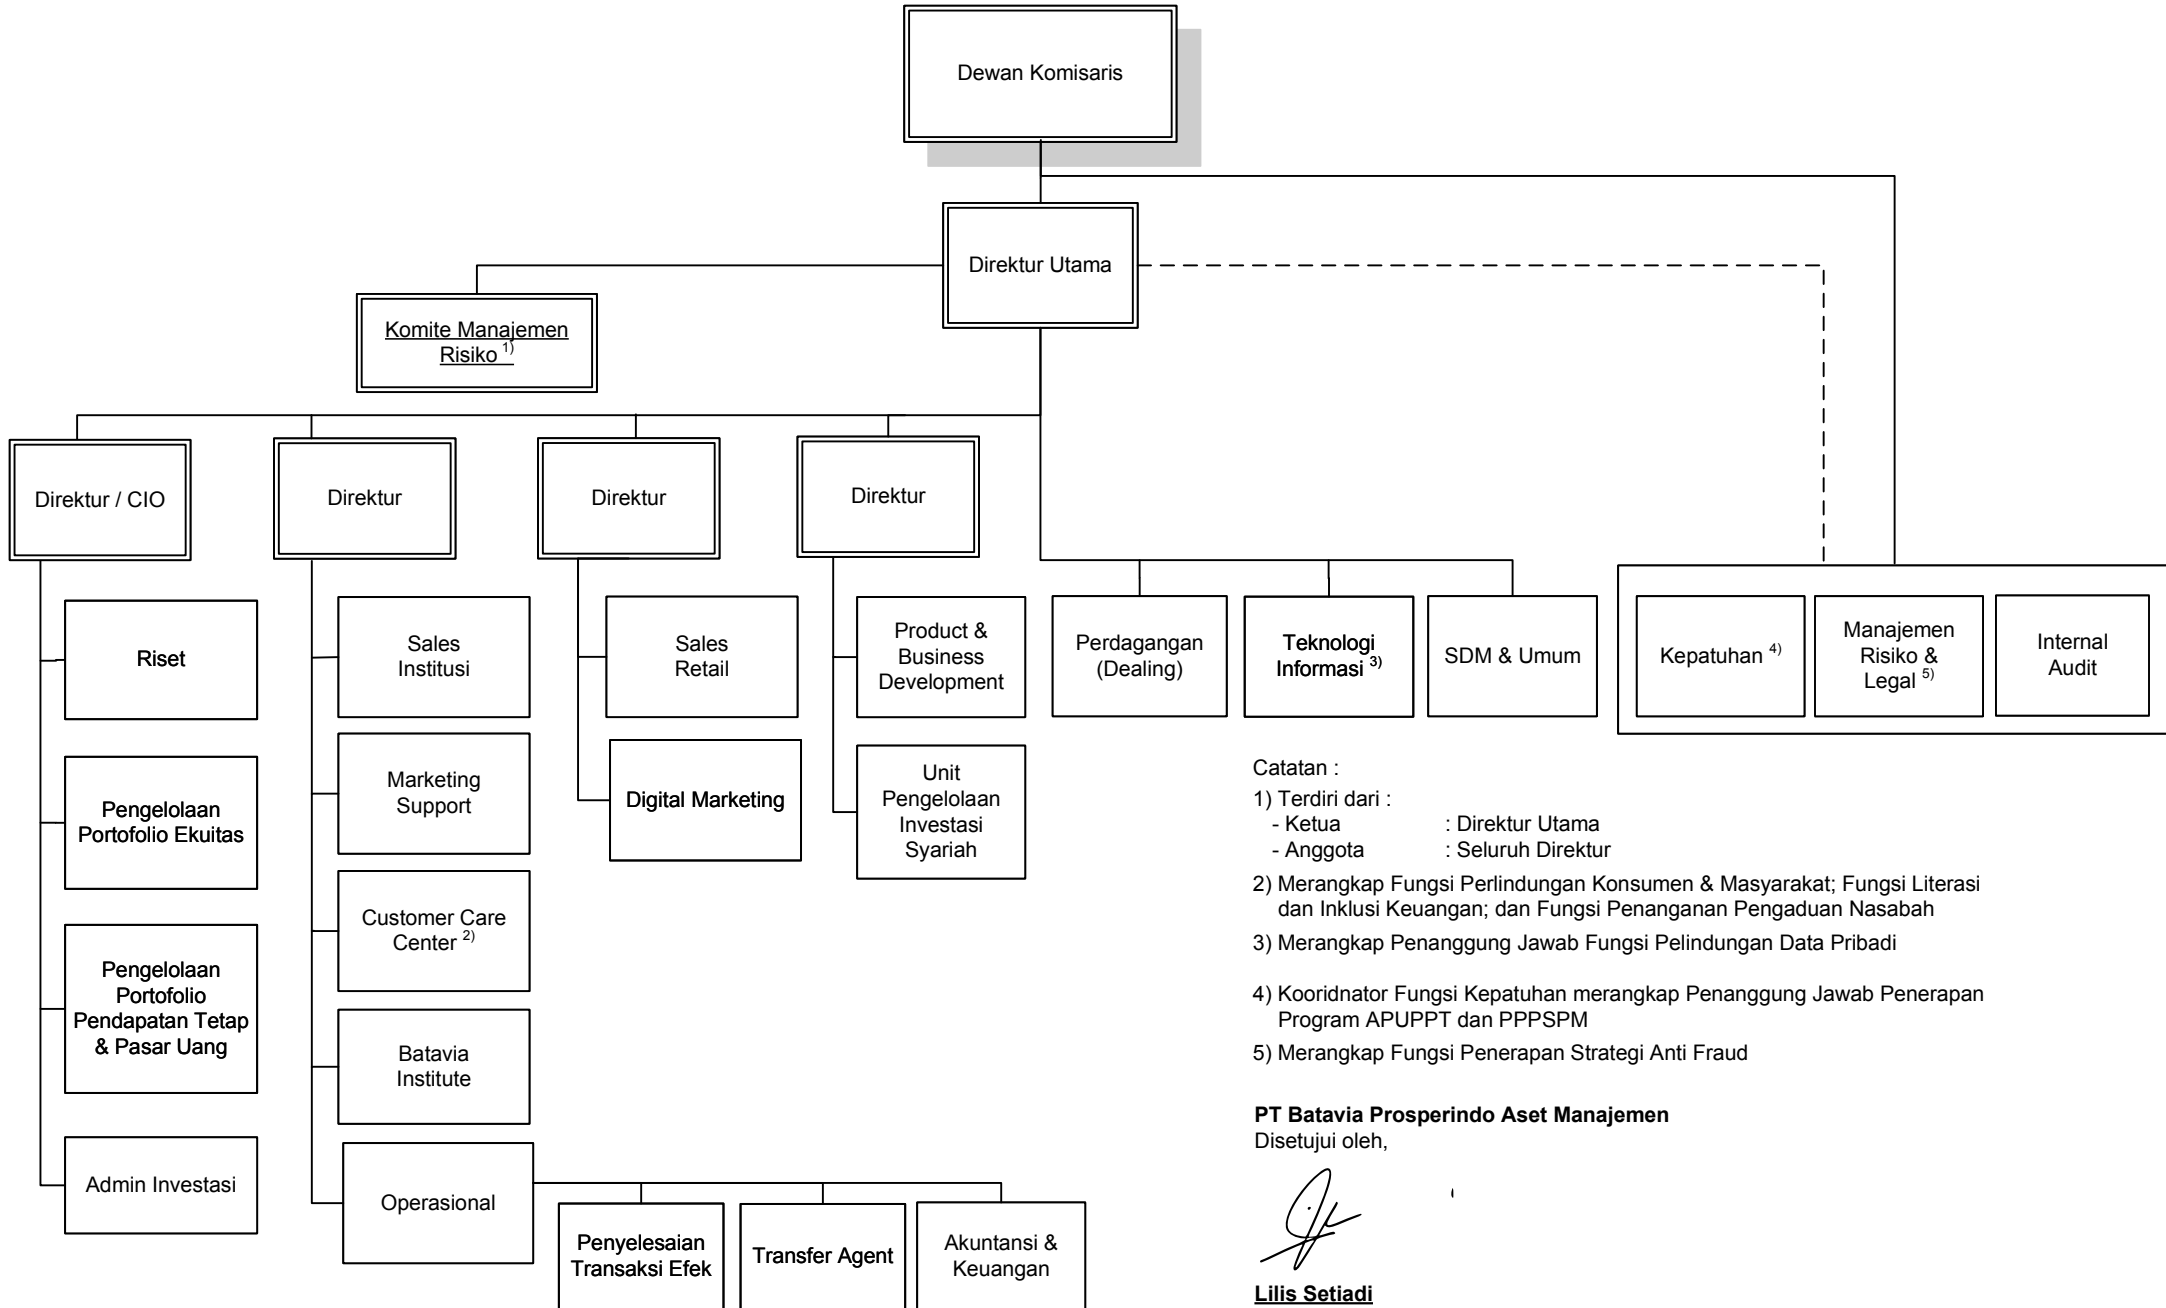 Dewan Komisaris
Direktur Utama
Komite Manajemen
Risiko 1)
Direktur / CIO
Direktur
Direktur
Direktur
Riset
Pengelolaan
Portofolio Ekuitas
Pengelolaan
Portofolio
Pendapatan Tetap
& Pasar Uang
Admin Investasi
Sales
Institusi
Marketing
Support
Customer Care
Center 2)
Batavia
Institute
Operasional
Penyelesaian
Transaksi Efek
Transfer Agent
Akuntansi &
Keuangan
Sales
Retail
Digital Marketing
Product &
Business
Development
Unit
Pengelolaan
Investasi
Syariah
Perdagangan
(Dealing)
Teknologi
Informasi 3)
SDM & Umum
Kepatuhan 4)
Manajemen
Risiko &
Legal 5)
Internal
Audit
Catatan :
1) Terdiri dari :
- Ketua : Direktur Utama
- Anggota : Seluruh Direktur
2) Merangkap Fungsi Perlindungan Konsumen & Masyarakat; Fungsi Literasi
dan Inklusi Keuangan; dan Fungsi Penanganan Pengaduan Nasabah
3) Merangkap Penanggung Jawab Fungsi Pelindungan Data Pribadi
4) Kooridnator Fungsi Kepatuhan merangkap Penanggung Jawab Penerapan
Program APUPPT dan PPPSPM
5) Merangkap Fungsi Penerapan Strategi Anti Fraud
PT Batavia Prosperindo Aset Manajemen
Disetujui oleh,
Lilis Setiadi